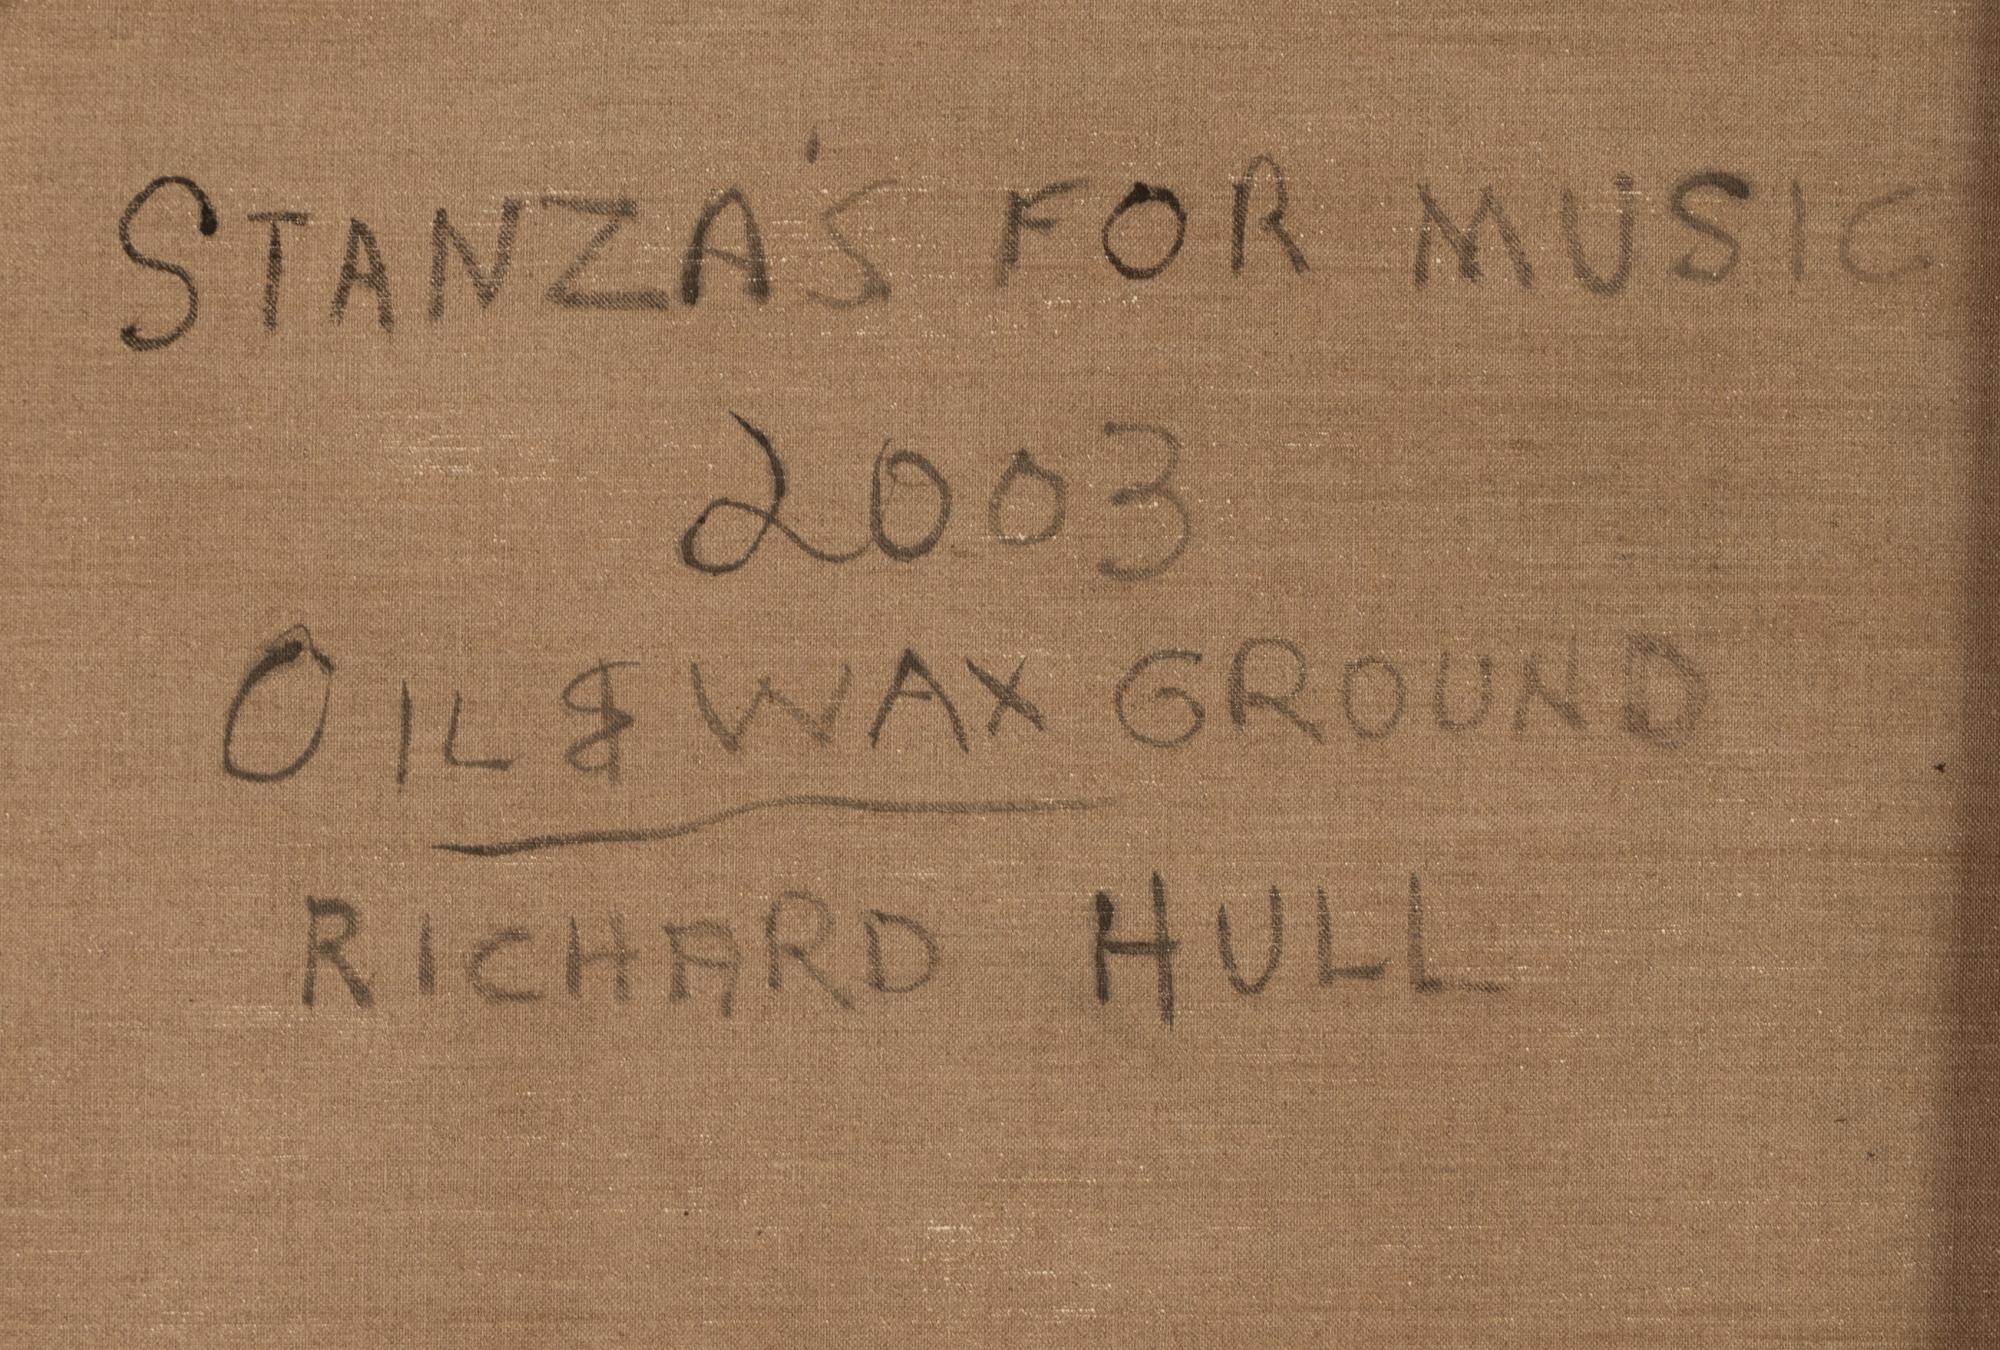 STANZA'S FOR MUSIC
2003
OIL & WAX GROUND
RICHARD HULL